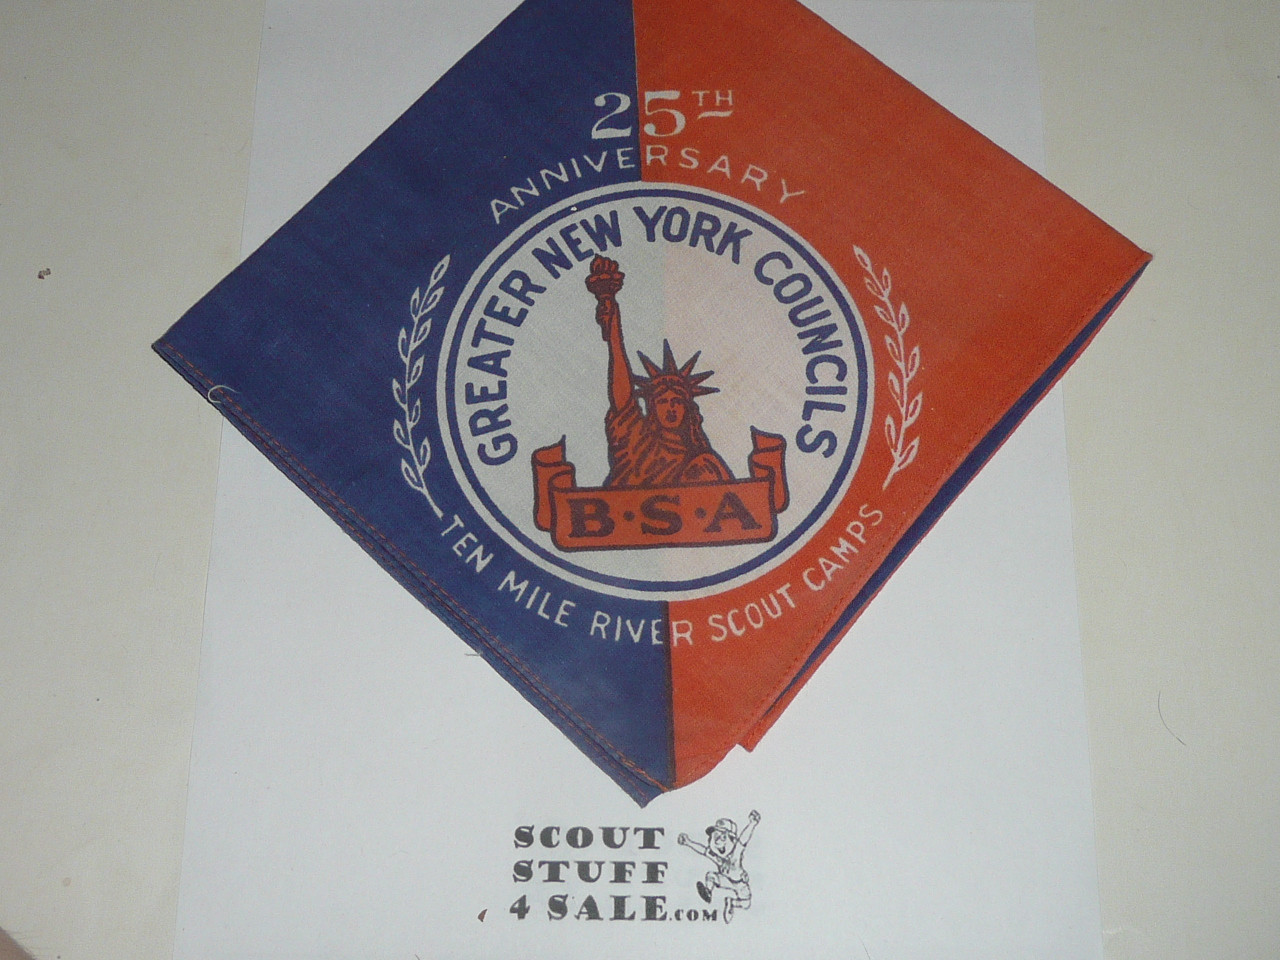 25TH
ANNIVERSARY
GREATER NEW YORK COUNCILS
B·S·A
TEN MILE RIVER SCOUT CAMPS
SCOUT
STUFF
4 SALE.COM